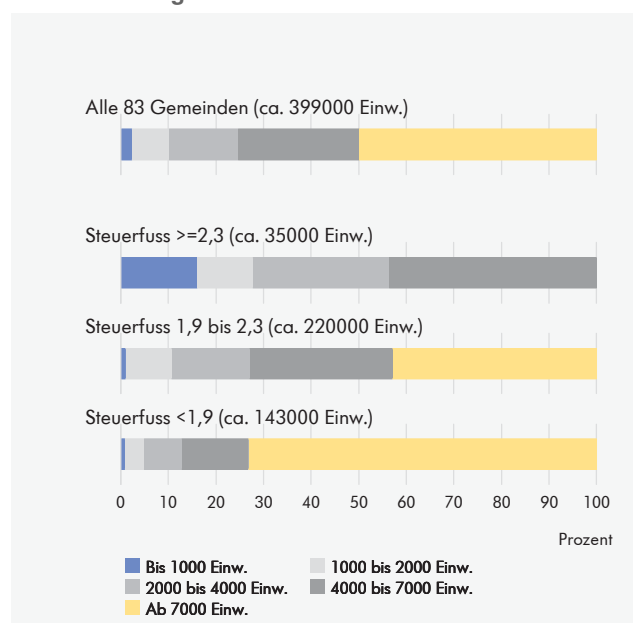 Alle 83 Gemeinden (ca. 399000 Einw.)
Steuerfuss >=2,3 (ca. 35000 Einw.)
Steuerfuss 1,9 bis 2,3 (ca. 220000 Einw.)
Steuerfuss <1,9 (ca. 143000 Einw.)
0 10 20 30 40 50 60 70 80 90 100
Prozent
Bis 1000 Einw. 1000 bis 2000 Einw.
2000 bis 4000 Einw. 4000 bis 7000 Einw.
Ab 7000 Einw.